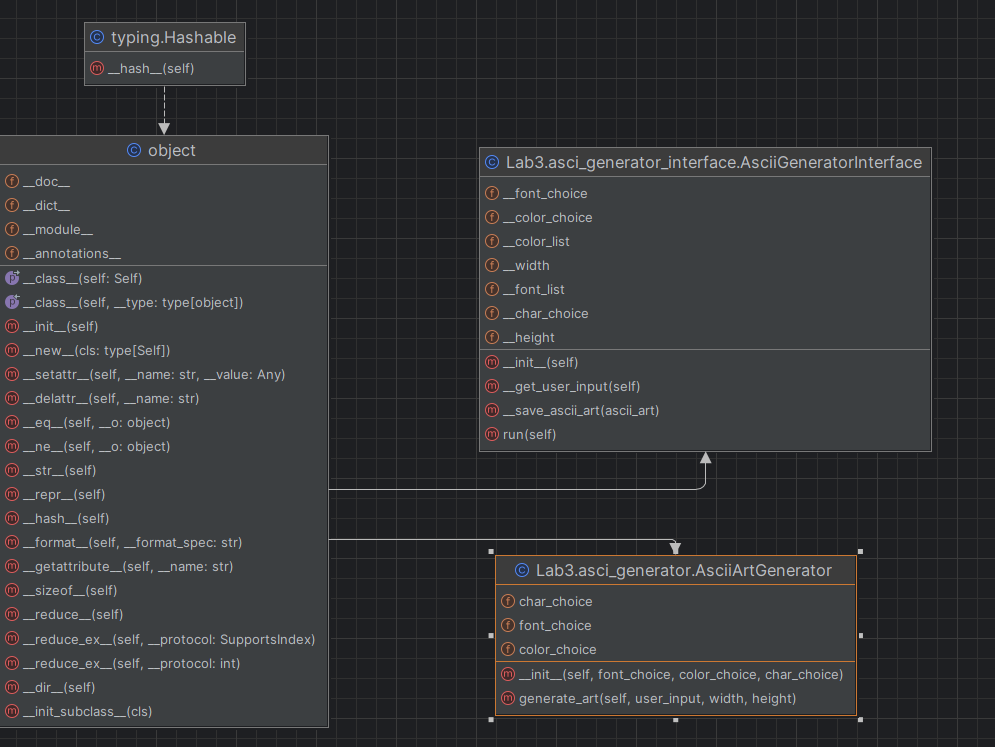 typing.Hashable
__hash__(self)
object
__doc__
__dict__
__module__
__annotations__
__class__(self: Self)
__class__(self, __type: type[object])
__init__(self)
__new__(cls: type[Self])
__setattr__(self, __name: str, __value: Any)
__delattr__(self, __name: str)
__eq__(self, __o: object)
__ne__(self, __o: object)
__str__(self)
__repr__(self)
__hash__(self)
__format__(self, __format_spec: str)
__getattribute__(self, __name: str)
__sizeof__(self)
__reduce__(self)
__reduce_ex__(self, __protocol: SupportsIndex)
__reduce_ex__(self, __protocol: int)
__dir__(self)
__init_subclass__(cls)
Lab3.asci_generator_interface.AsciiGeneratorInterface
__font_choice
__color_choice
__color_list
__width
__font_list
__char_choice
__height
__init__(self)
__get_user_input(self)
__save_ascii_art(ascii_art)
run(self)
Lab3.asci_generator.AsciiArtGenerator
char_choice
font_choice
color_choice
__init__(self, font_choice, color_choice, char_choice)
generate_art(self, user_input, width, height)